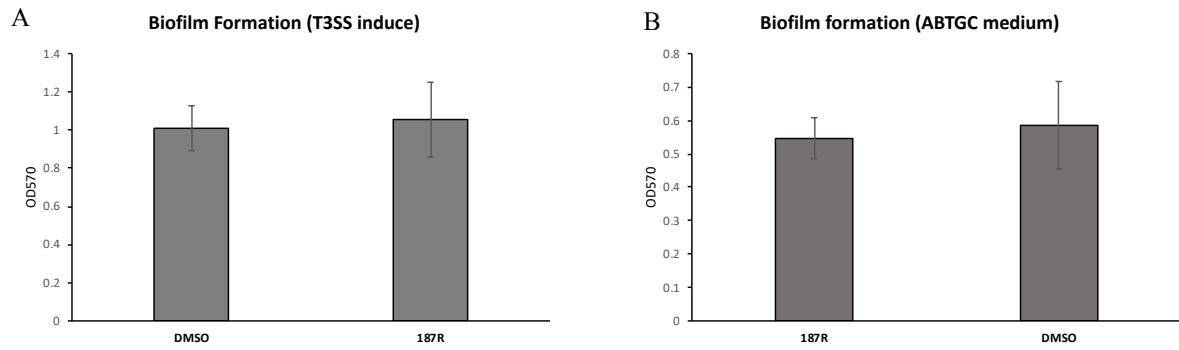 A
Biofilm Formation (T3SS induce)
1.4
1.2
1
0.8
0.6
0.4
0.2
0
OD570
DMSO
187R
B
Biofilm formation (ABTGC medium)
0.8
0.7
0.6
0.5
0.4
0.3
0.2
0.1
0
OD570
187R
DMSO